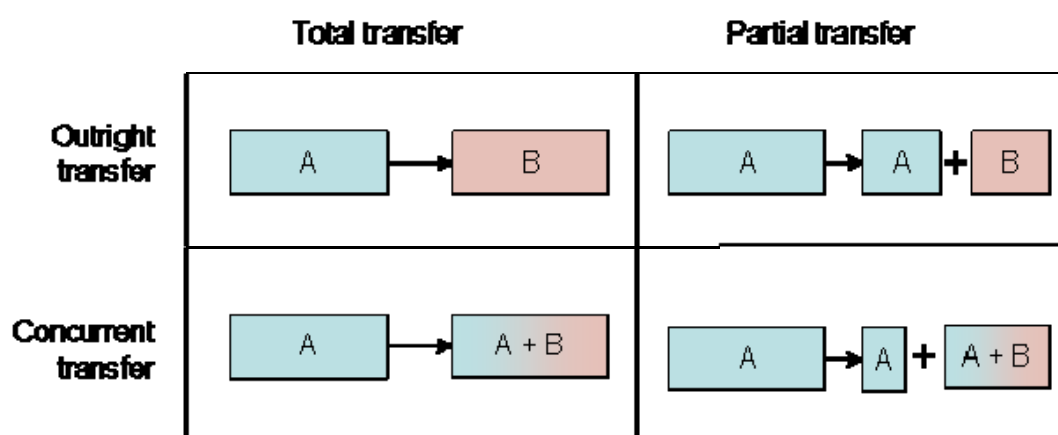 Total transfer Partial transfer
Outright
transfer
A B A A + B
Concurrent
transfer
A A + B A A + A + B